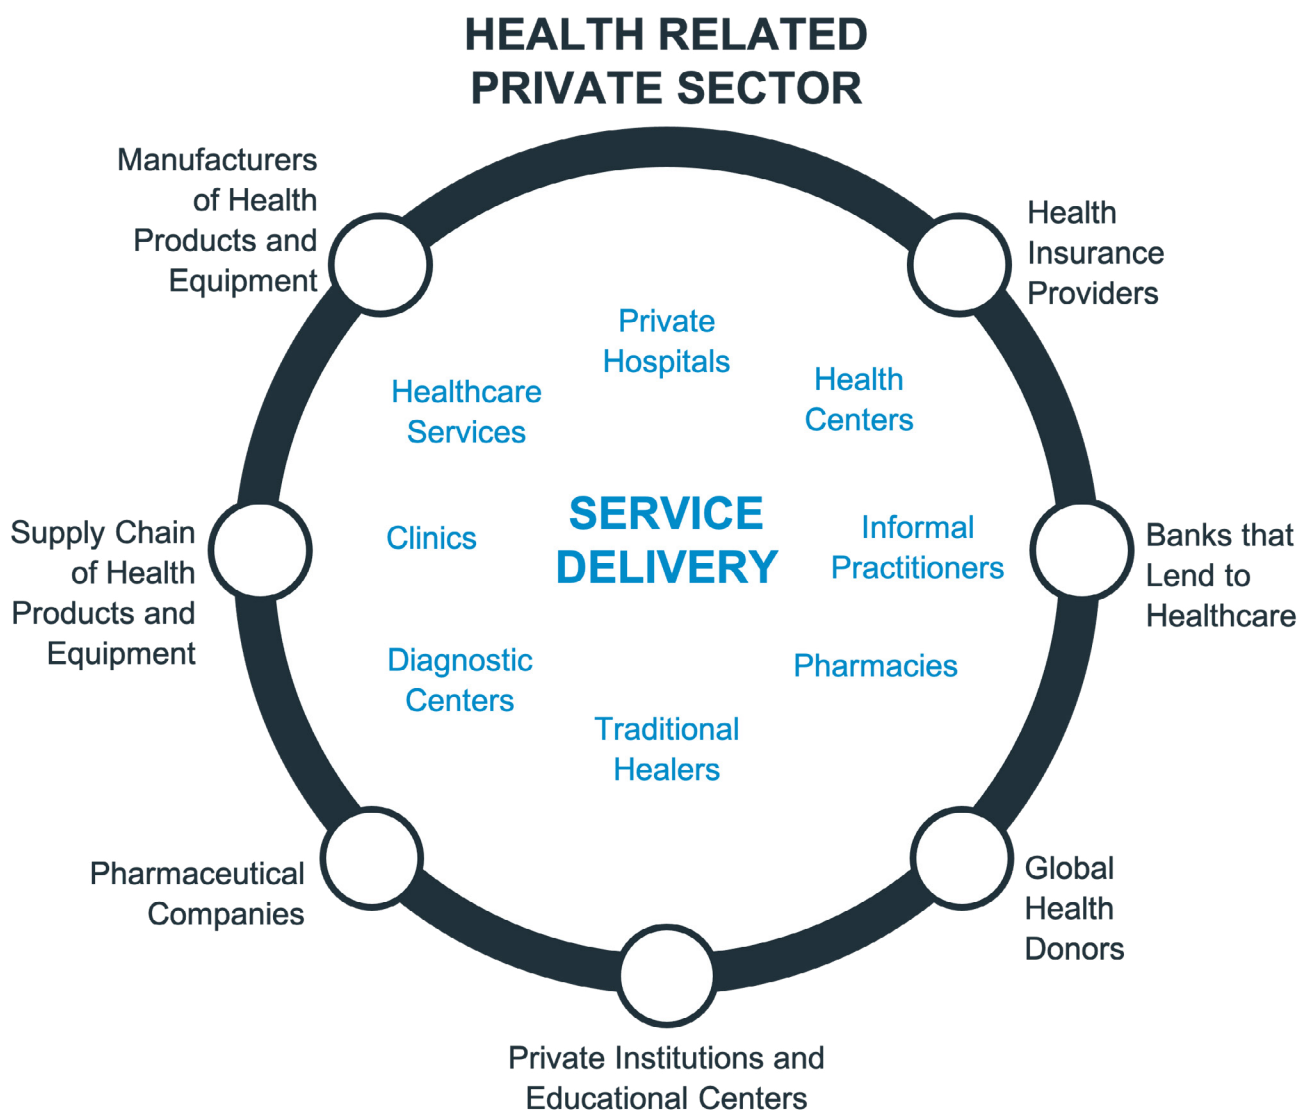 HEALTH RELATED
PRIVATE SECTOR
Manufacturers
of Health
Products and
Equipment
Health
Insurance
Providers
Private
Hospitals
Healthcare
Services
Health
Centers
SERVICE
DELIVERY
Clinics
Informal
Practitioners
Supply Chain
of Health
Products and
Equipment
Banks that
Lend to
Healthcare
Diagnostic
Centers
Pharmacies
Traditional
Healers
Pharmaceutical
Companies
Global
Health
Donors
Private Institutions and
Educational Centers